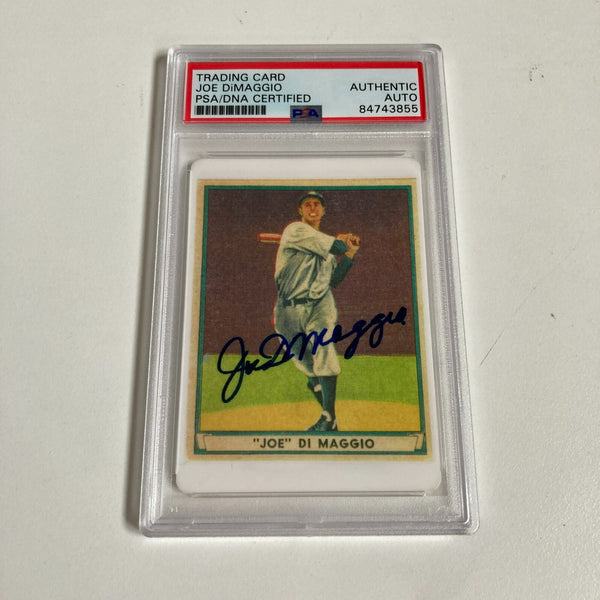 TRADING CARD
JOE DiMAGGIO
PSA/DNA CERTIFIED
AUTHENTIC
AUTO
84743855
PSA
Joe DiMaggio
"JOE" DI MAGGIO